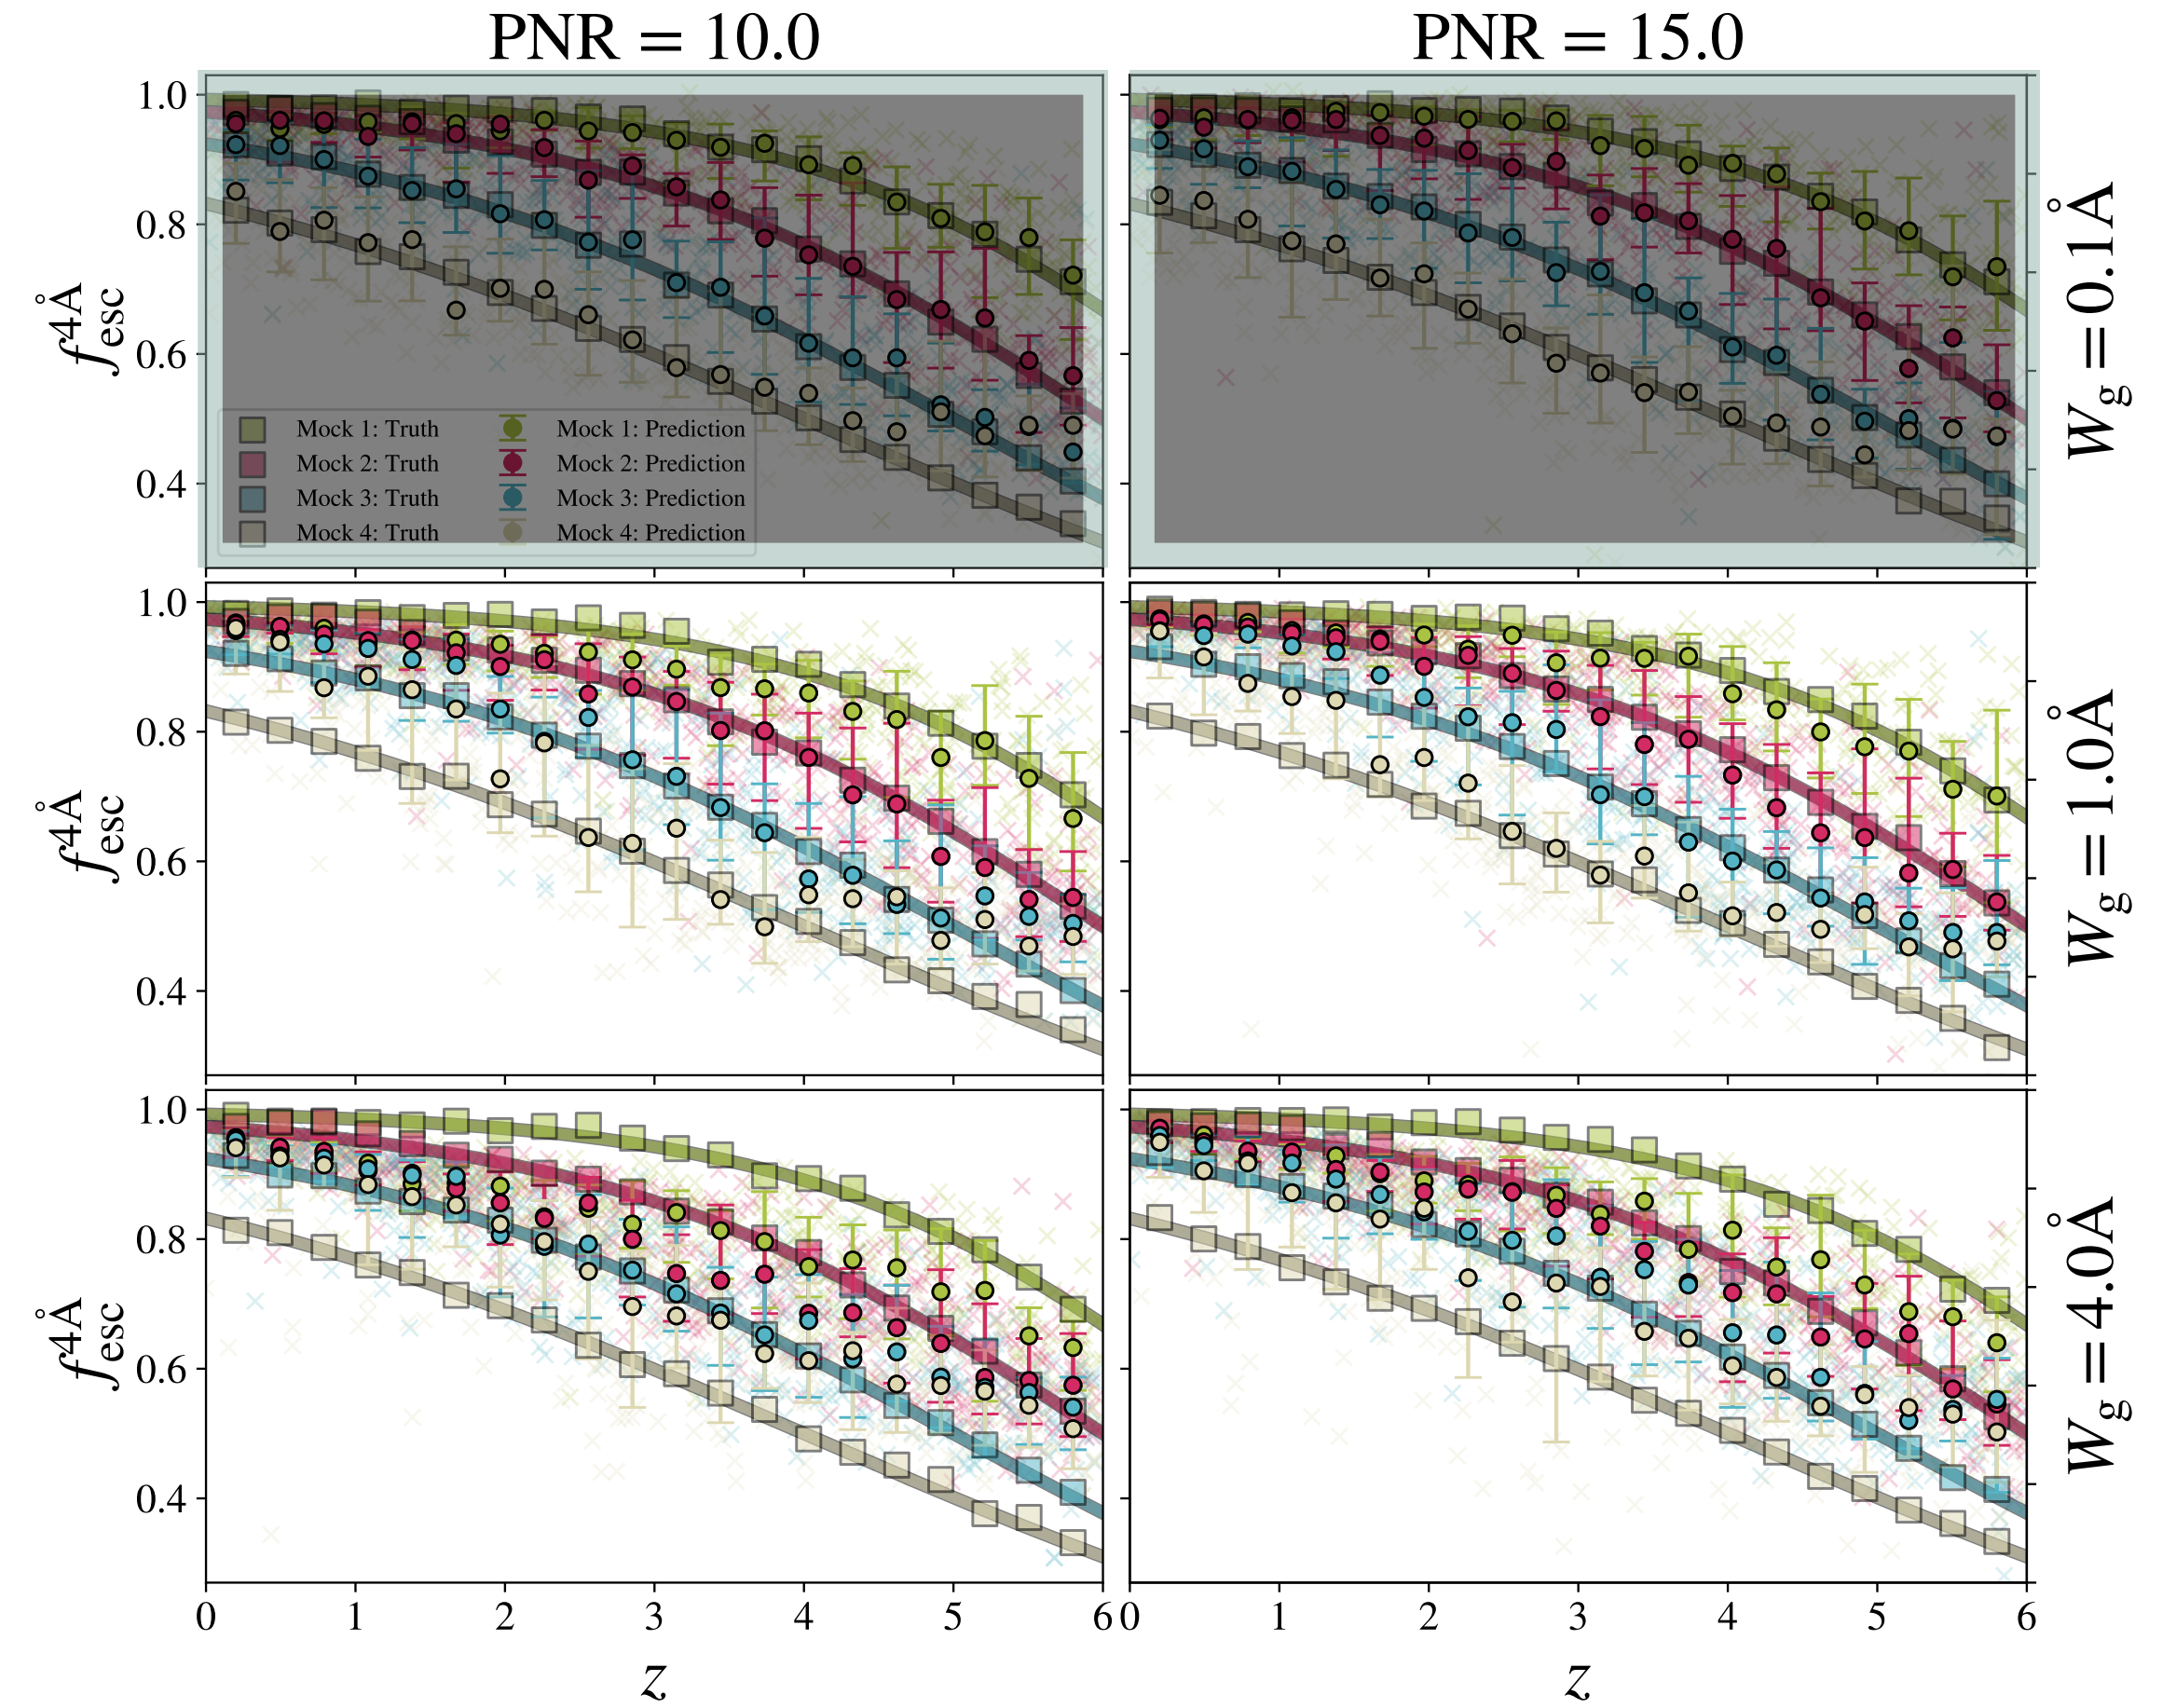 PNR = 10.0
PNR = 15.0
1.0
0.8
0.6
0.4
f esc 4Å
Mock 1: Truth
Mock 2: Truth
Mock 3: Truth
Mock 4: Truth
Mock 1: Prediction
Mock 2: Prediction
Mock 3: Prediction
Mock 4: Prediction
Wg = 0.1Å
1.0
0.8
0.6
0.4
f esc 4Å
Wg = 1.0Å
1.0
0.8
0.6
0.4
f esc 4Å
Wg = 4.0Å
0 1 2 3 4 5 6
0 1 2 3 4 5 6
z
z